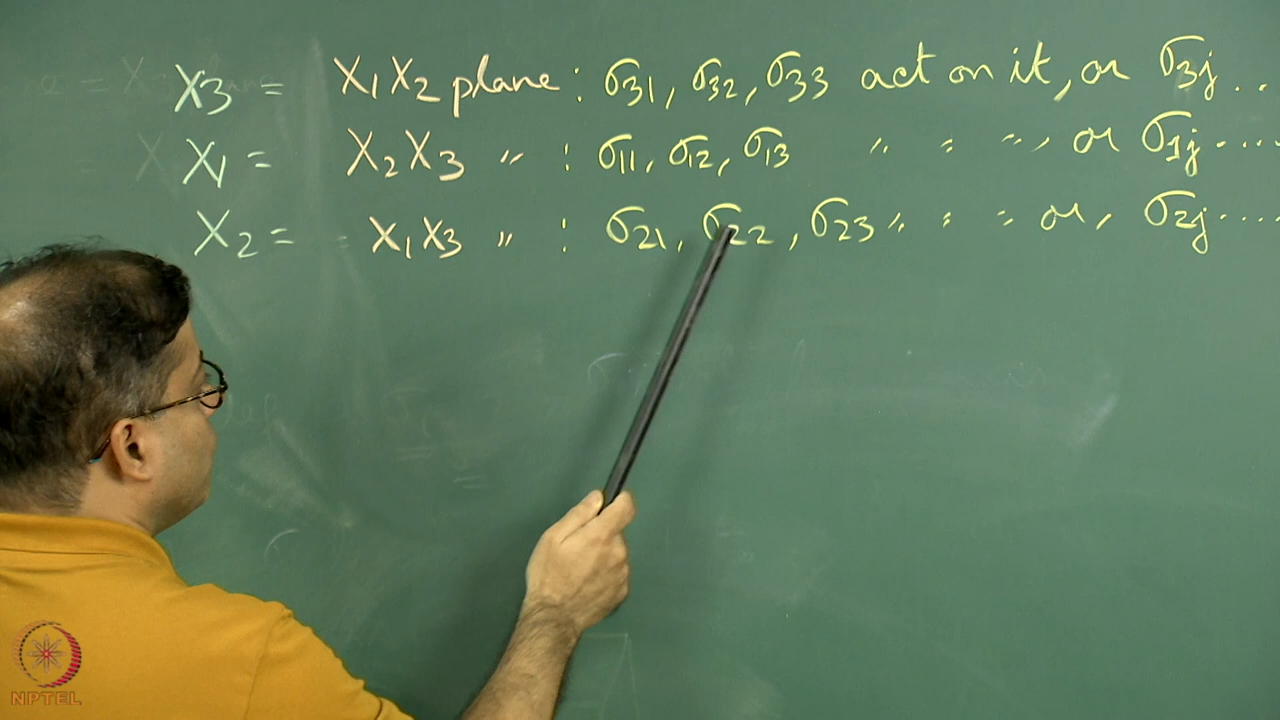 X3 = X1X2 plane : σ31, σ32, σ33 act on it, or σ3j ..
X1 = X2X3 " : σ11, σ12, σ13 " " ", or σ1j ....
X2 = X1X3 " : σ21, σ22, σ23 " " " or, σ2j ....
NPTEL